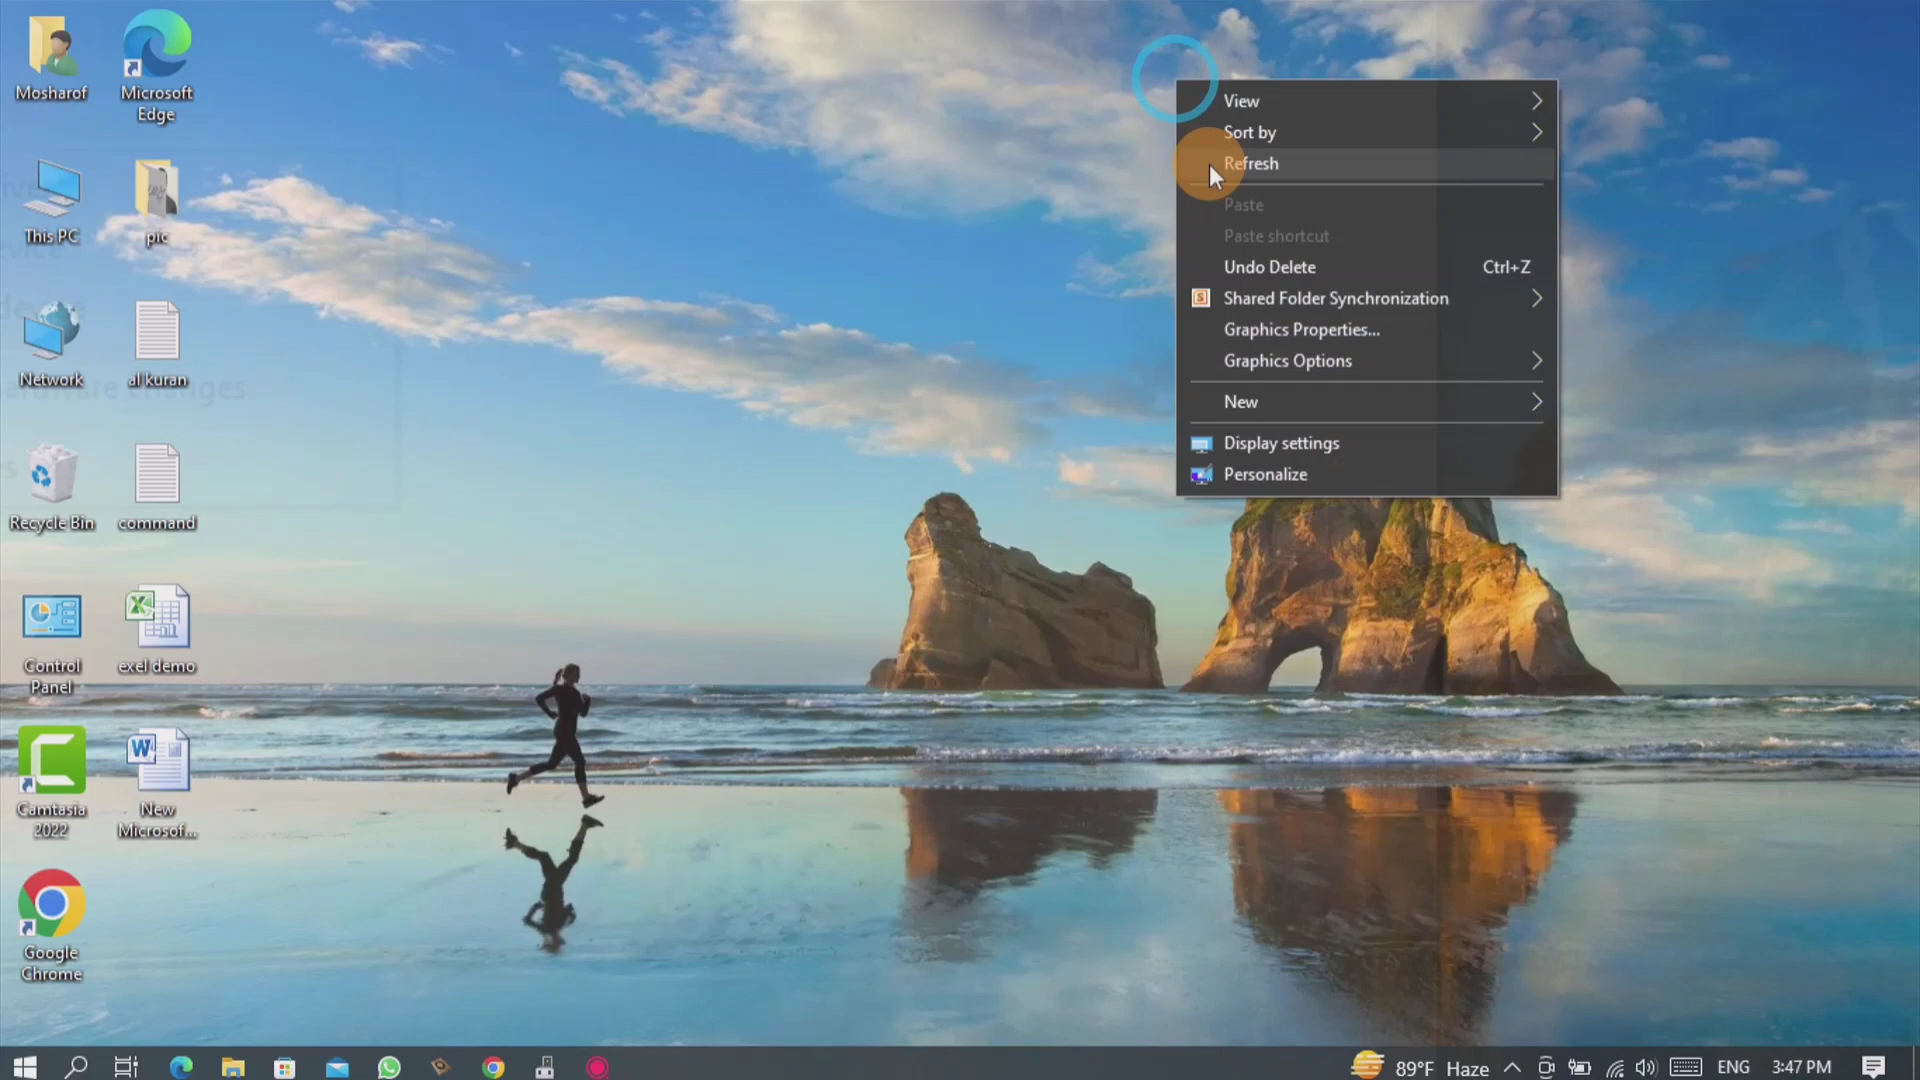 Mosharof
Microsoft
Edge
This PC
pic
Network
al kuran
Recycle Bin
command
Control
Panel
exel demo
Camtasia
2022
New
Microsof...
Google
Chrome
View
Sort by
Refresh
Paste
Paste shortcut
Undo Delete Ctrl+Z
Shared Folder Synchronization
Graphics Properties...
Graphics Options
New
Display settings
Personalize
89°F Haze
ENG
3:47 PM